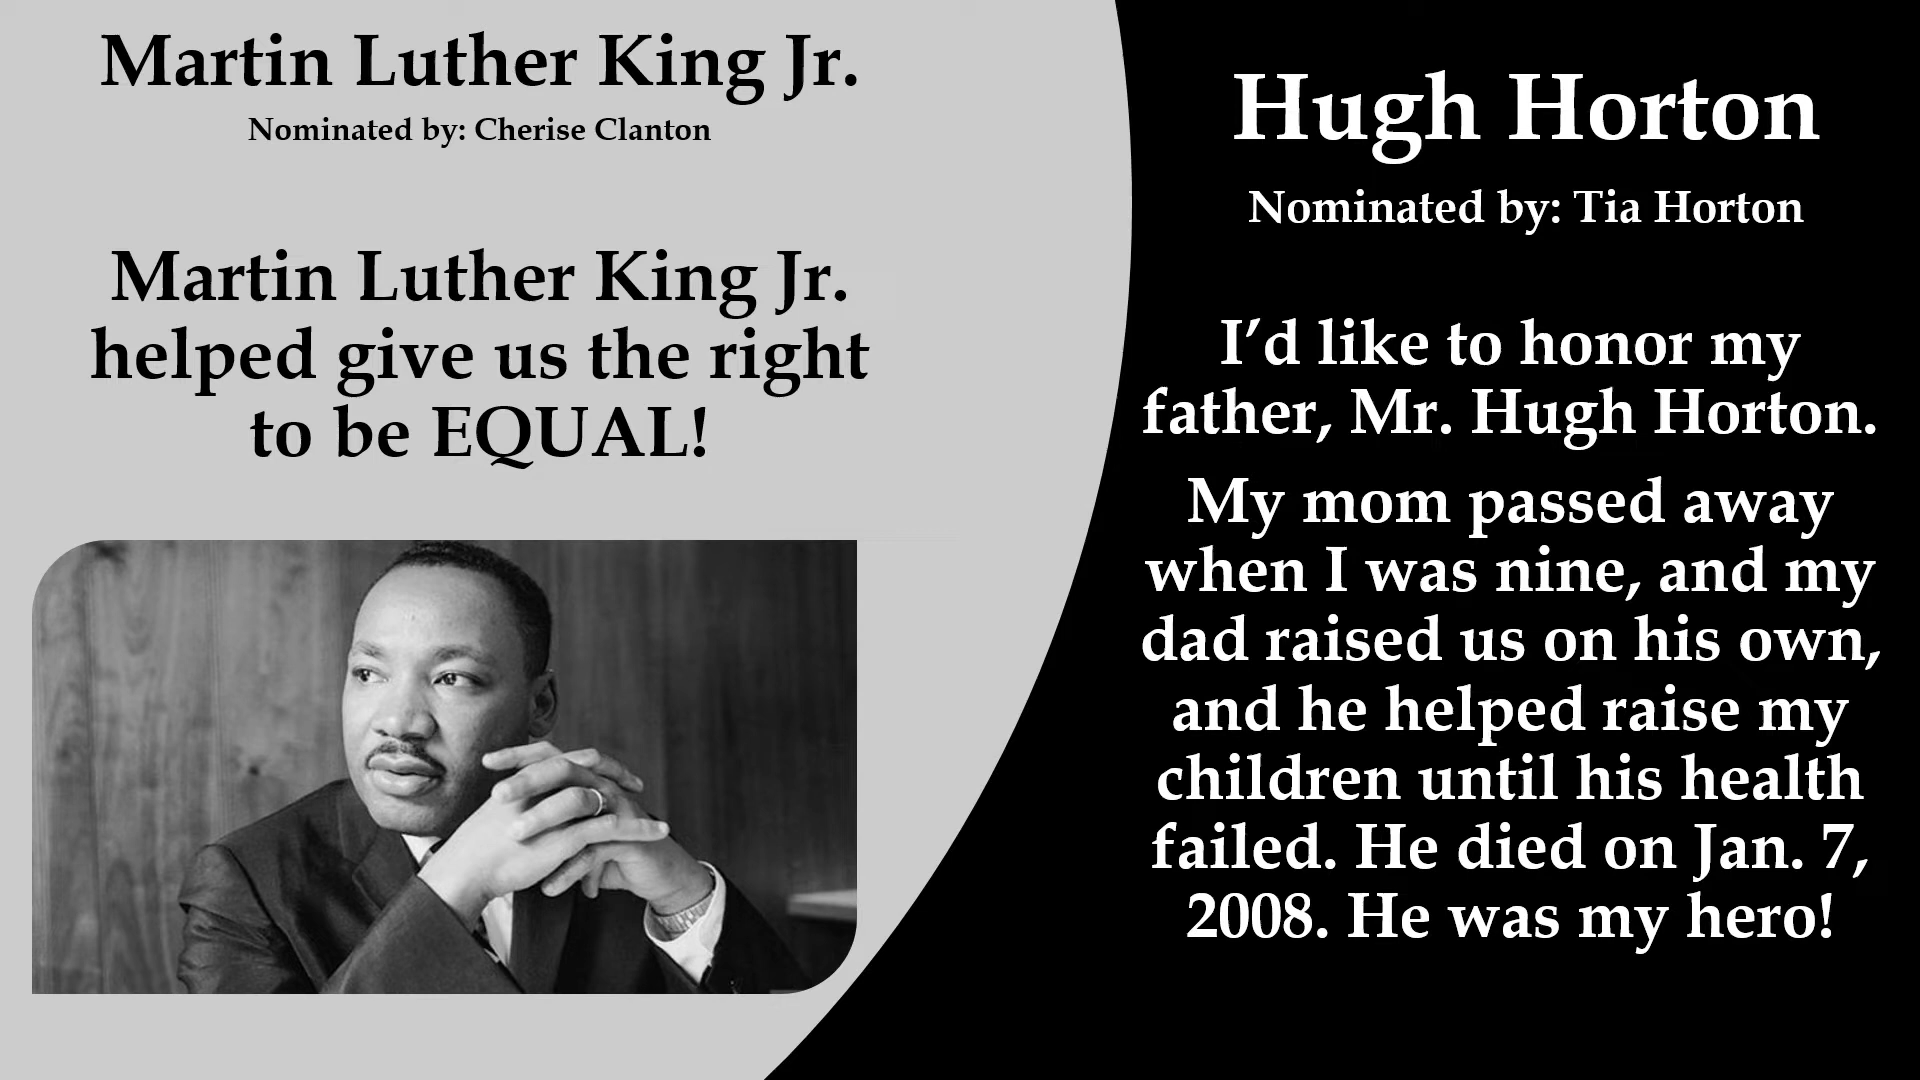 Martin Luther King Jr.
Nominated by: Cherise Clanton
Martin Luther King Jr.
helped give us the right
to be EQUAL!
Hugh Horton
Nominated by: Tia Horton
I’d like to honor my
father, Mr. Hugh Horton.
My mom passed away
when I was nine, and my
dad raised us on his own,
and he helped raise my
children until his health
failed. He died on Jan. 7,
2008. He was my hero!